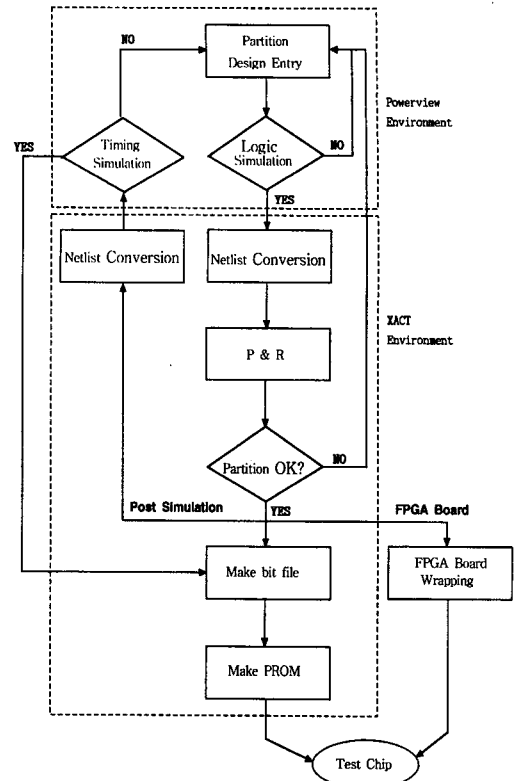 NO
Partition
Design Entry
Powerview
Environment
YES
Timing
Simulation
Logic
Simulation
NO
YES
Netlist Conversion
Netlist Conversion
XACT
Environment
P & R
Partition OK?
NO
Post Simulation
YES
FPGA Board
Make bit file
FPGA Board
Wrapping
Make PROM
Test Chip